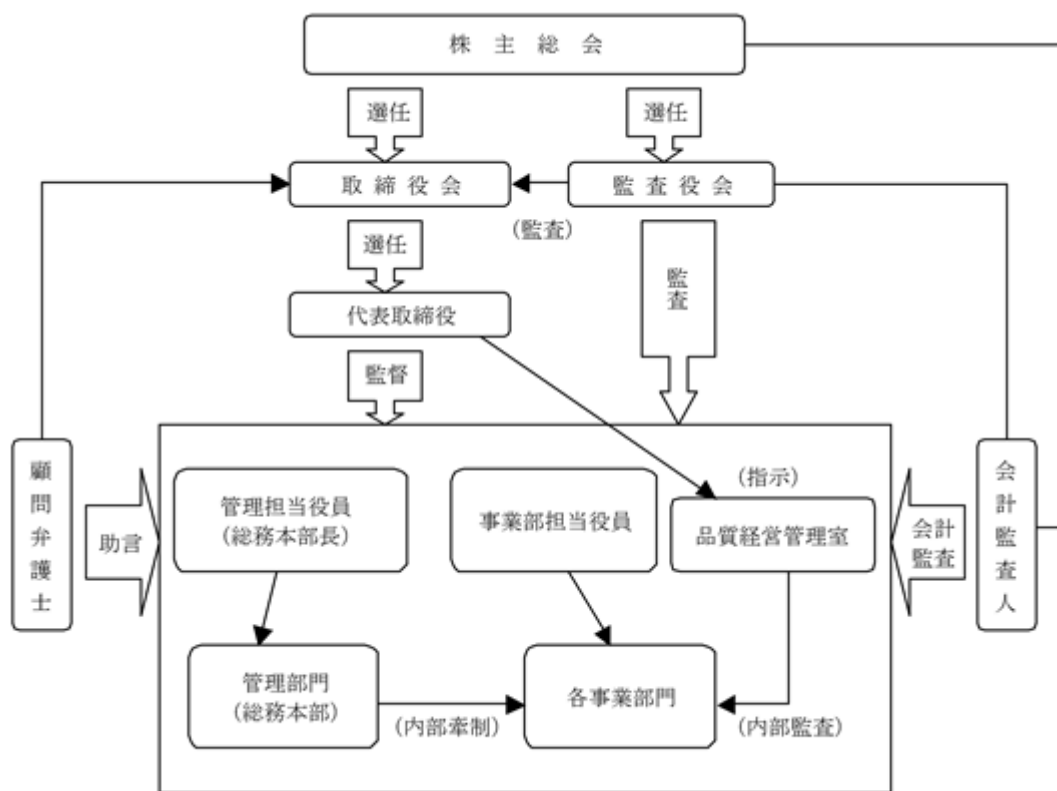 株主総会
選任
選任
取締役会
監査役会
(監査)
選任
監査
代表取締役
監督
顧問弁護士
助言
管理担当役員
(総務本部長)
事業部担当役員
(指示)
品質経営管理室
会計
監査
会計監査人
管理部門
(総務本部)
(内部牽制)
各事業部門
(内部監査)